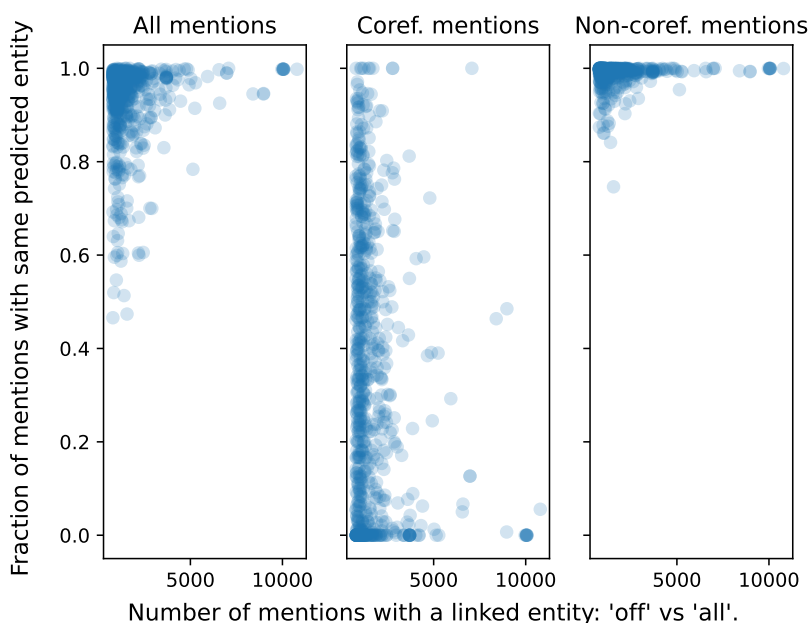 All mentions
Coref. mentions
Non-coref. mentions
Fraction of mentions with same predicted entity
1.0
0.8
0.6
0.4
0.2
0.0
5000 10000
5000 10000
5000 10000
Number of mentions with a linked entity: 'off' vs 'all'.